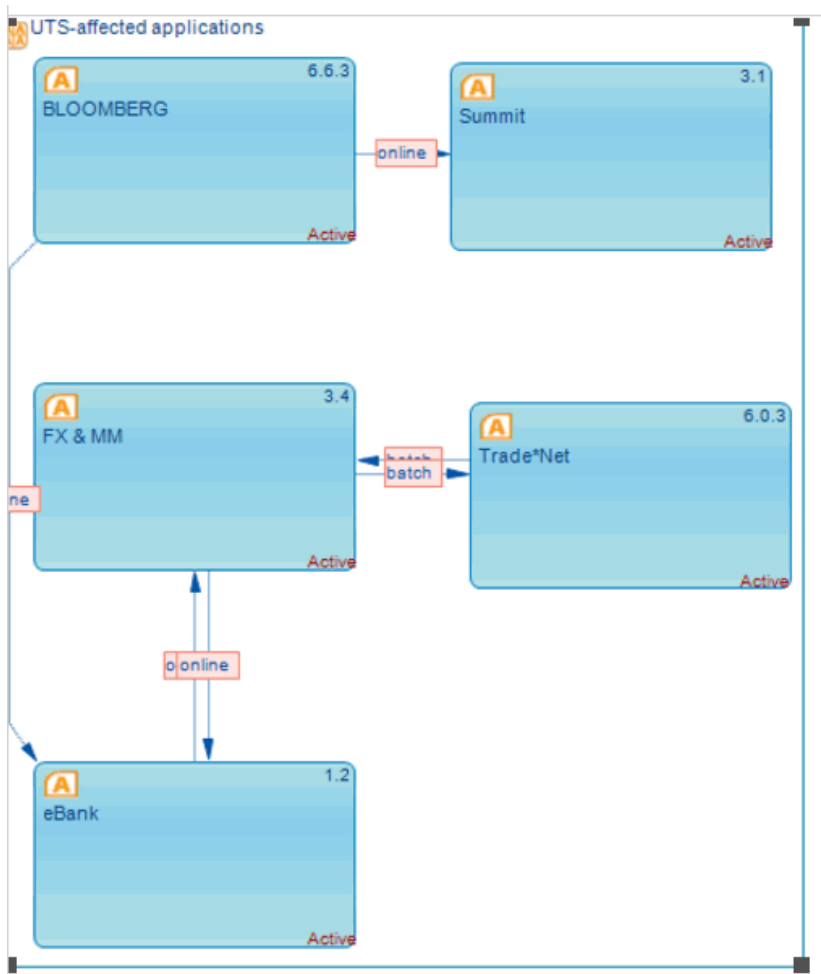 UTS-affected applications
A
6.6.3
BLOOMBERG
Active
online
A
3.1
Summit
Active
A
3.4
FX & MM
Active
batch
batch
A
6.0.3
Trade*Net
Active
ne
o
online
A
1.2
eBank
Active